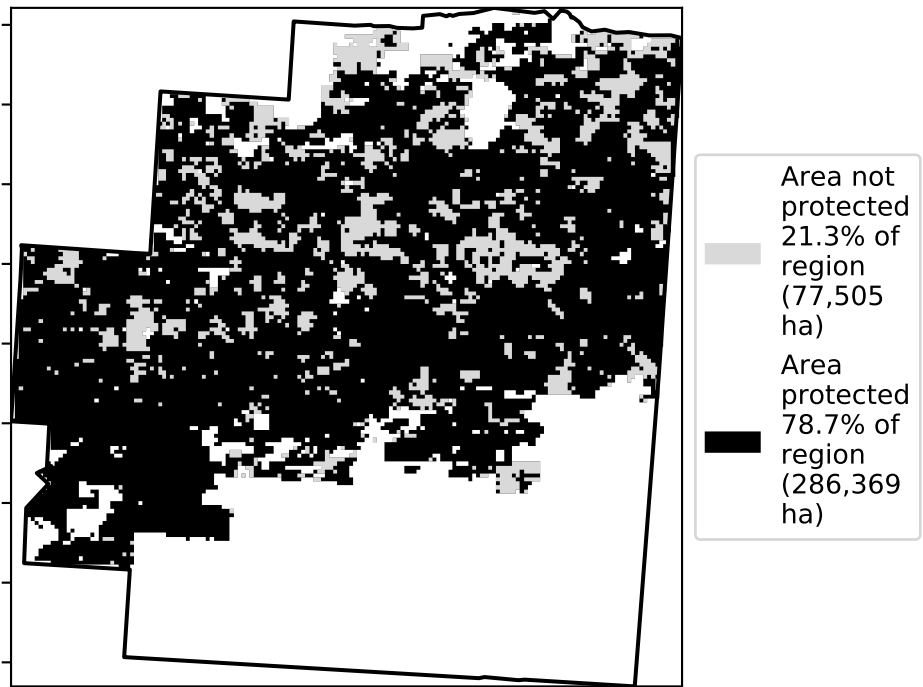 Area not
protected
21.3% of
region
(77,505
ha)
Area
protected
78.7% of
region
(286,369
ha)